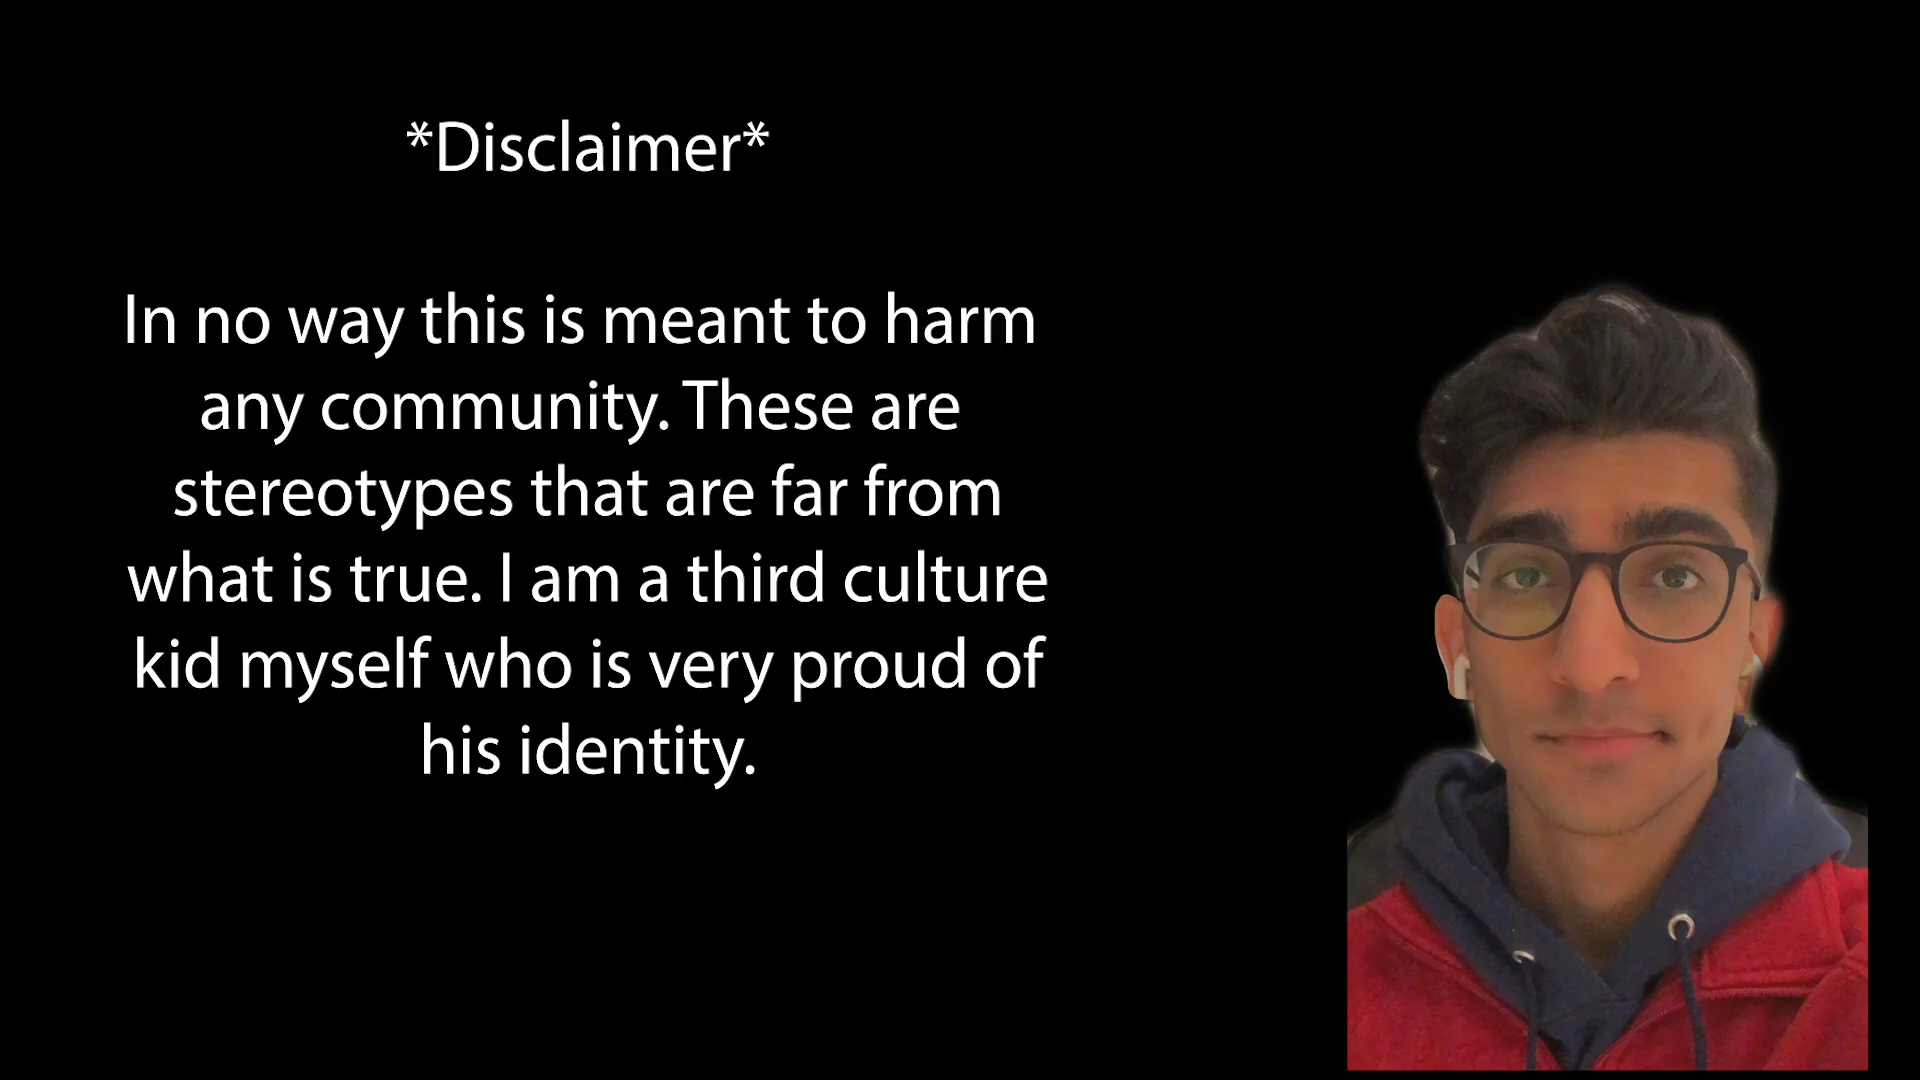 *Disclaimer*
In no way this is meant to harm
any community. These are
stereotypes that are far from
what is true. I am a third culture
kid myself who is very proud of
his identity.